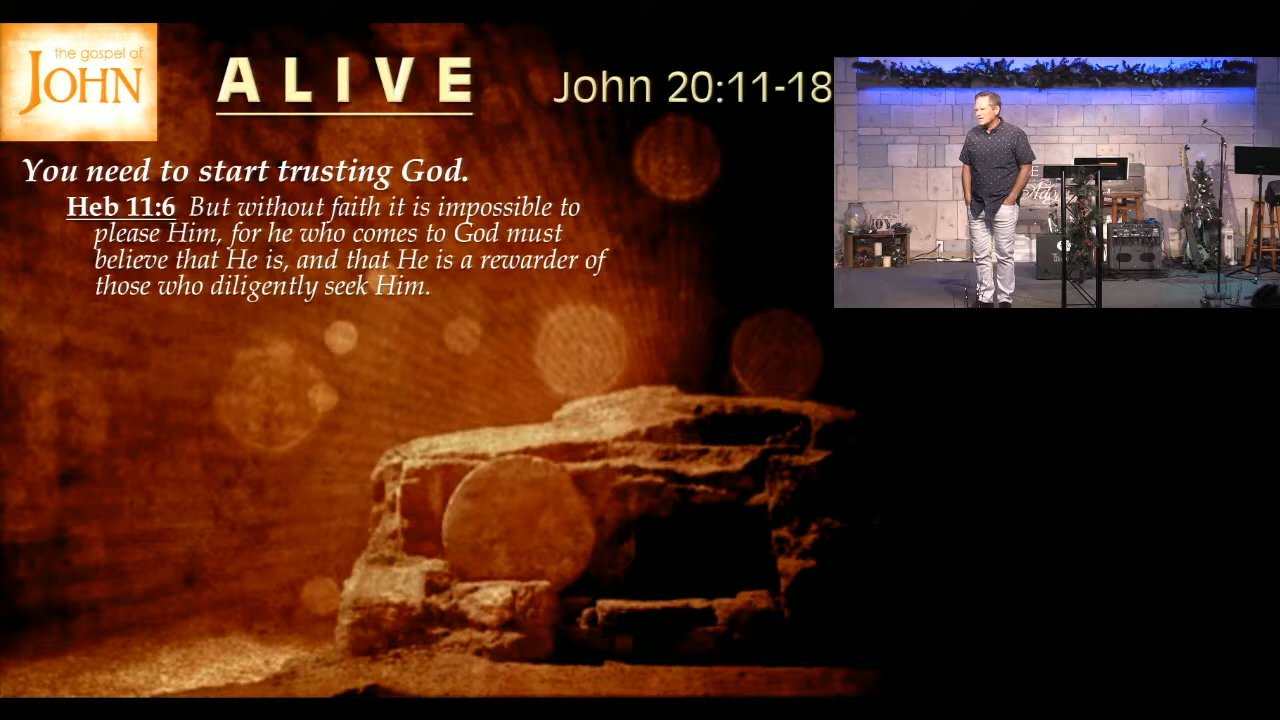 the gospel of
JOHN
ALIVE
John 20:11-18
You need to start trusting God.
Heb 11:6 But without faith it is impossible to
please Him, for he who comes to God must
believe that He is, and that He is a rewarder of
those who diligently seek Him.
JOY